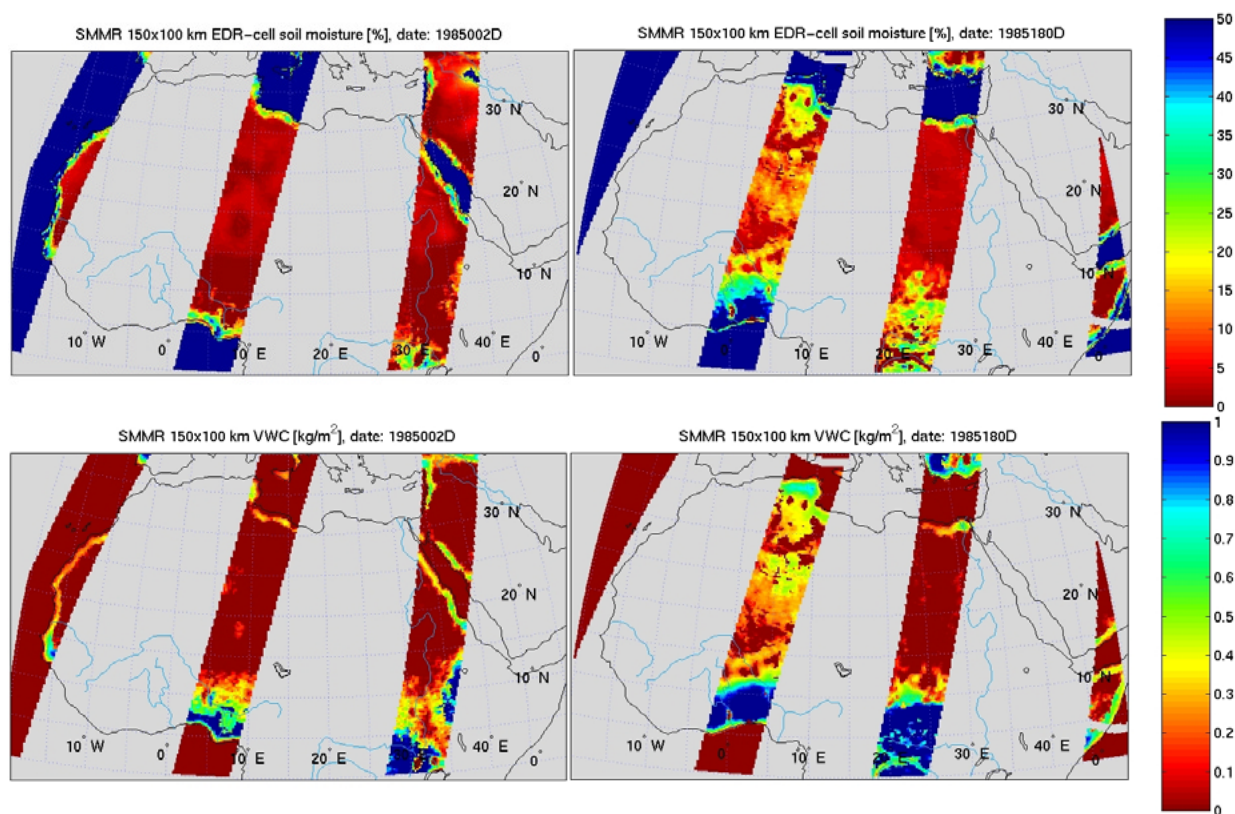 SMMR 150x100 km EDR-cell soil moisture [%], date: 1985002D
SMMR 150x100 km EDR-cell soil moisture [%], date: 1985180D
30° N
20° N
10° N
10° W
0°
10° E
20° E
30° E
40° E
0°
30° N
20° N
10° N
10° W
0°
10° E
20° E
30° E
40° E
0
50
45
40
35
30
25
20
15
10
5
0
SMMR 150x100 km VWC [kg/m²], date: 1985002D
SMMR 150x100 km VWC [kg/m²], date: 1985180D
30° N
20° N
10° N
10° W
0°
10° E
20° E
30° E
40° E
0°
30° N
20° N
10° N
10° W
0°
10° E
20° E
30° E
40° E
0
1
0.9
0.8
0.7
0.6
0.5
0.4
0.3
0.2
0.1
0